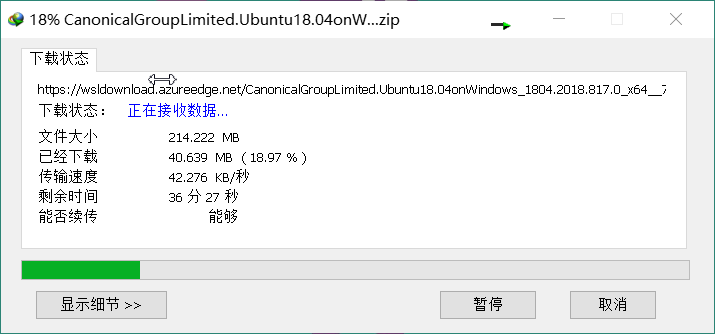 18% CanonicalGroupLimited.Ubuntu18.04onW...zip
下载状态
https://wsldownload.azureedge.net/CanonicalGroupLimited.Ubuntu18.04onWindows_1804.2018.817.0_x64__7
下载状态： 正在接收数据...
文件大小 214.222 MB
已经下载 40.639 MB ( 18.97 % )
传输速度 42.276 KB/秒
剩余时间 36 分 27 秒
能否续传 能够
显示细节 >> 暂停 取消